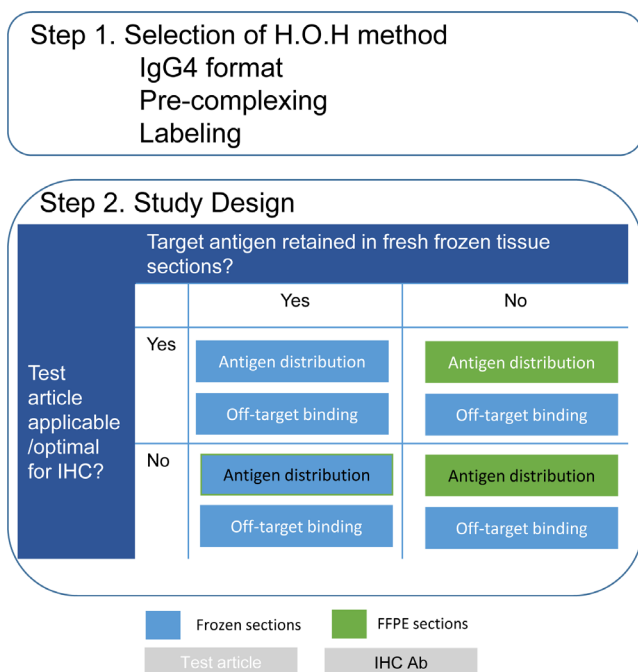 Step 1. Selection of H.O.H method
IgG4 format
Pre-complexing
Labeling
Step 2. Study Design
Target antigen retained in fresh frozen tissue
sections?
Yes
No
Test
article
applicable
/optimal
for IHC?
Yes
Antigen distribution
Antigen distribution
Off-target binding
Off-target binding
No
Antigen distribution
Antigen distribution
Off-target binding
Off-target binding
Frozen sections
FFPE sections
Test article
IHC Ab